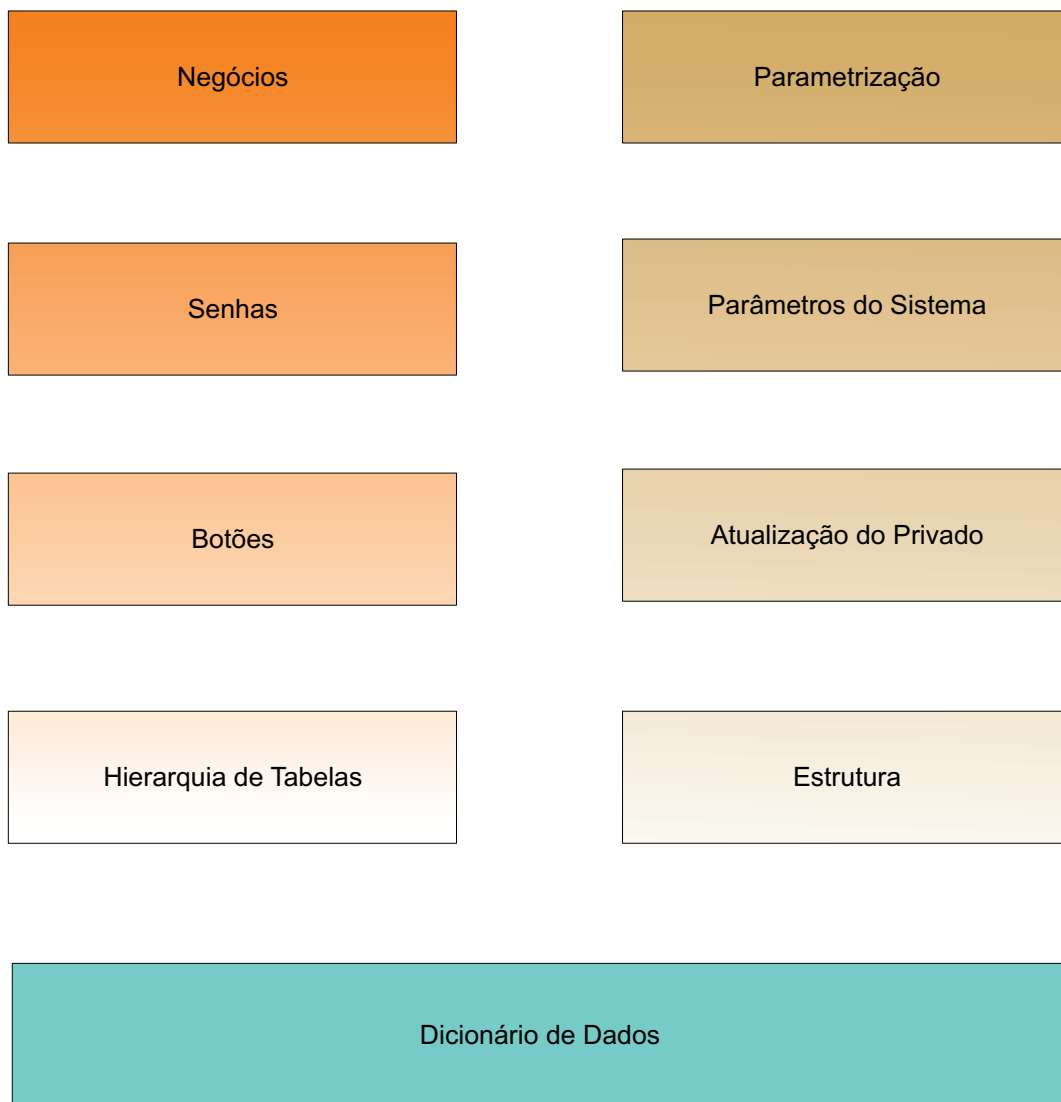 Negócios
Parametrização
Senhas
Parâmetros do Sistema
Botões
Atualização do Privado
Hierarquia de Tabelas
Estrutura
Dicionário de Dados